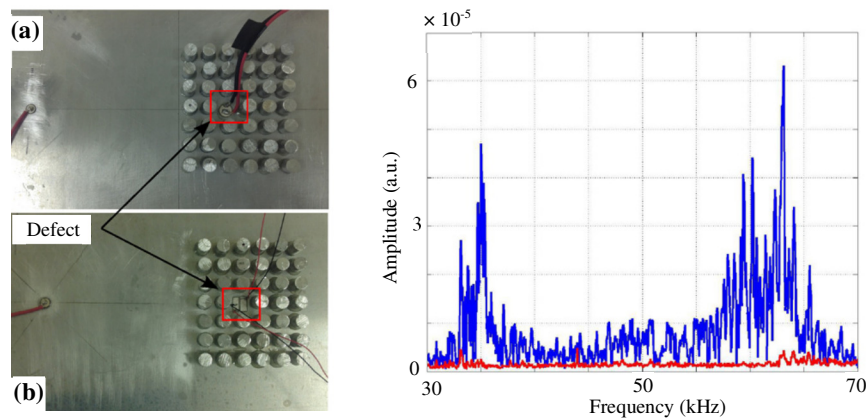 (a)
Defect
(b)
× 10-5
6
3
0
Amplitude (a.u.)
30
50
70
Frequency (kHz)